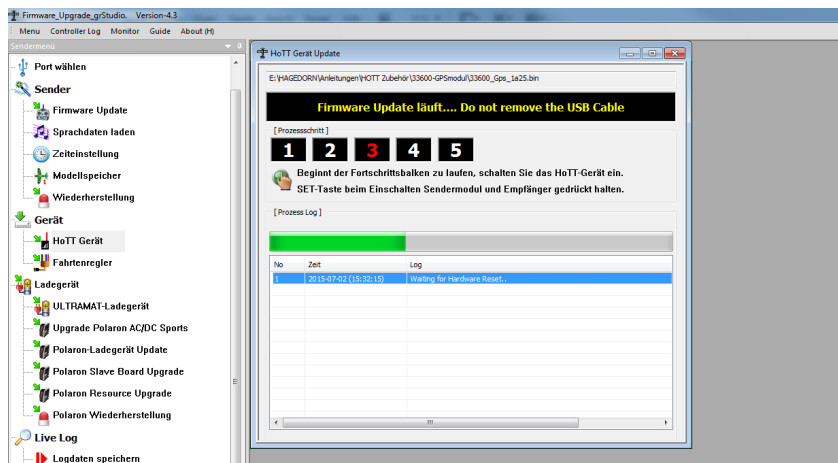 Firmware_Upgrade_grStudio. Version-4.3
Menu Controller Log Monitor Guide About (H)
Sendermenü
Port wählen
Sender
Firmware Update
Sprachdaten laden
Zeiteinstellung
Modellspeicher
Wiederherstellung
Gerät
HoTT Gerät
Fahrtenregler
Ladegerät
ULTRAMAT-Ladegerät
Upgrade Polaron AC/DC Sports
Polaron-Ladegerät Update
Polaron Slave Board Upgrade
Polaron Resource Upgrade
Polaron Wiederherstellung
Live Log
Logdaten speichern
HoTT Gerät Update
E:\HAGEDORN\Anleitungen\HOTT Zubehör\33600-GPSmodul\33600_Gps_1a25.bin
Firmware Update läuft.... Do not remove the USB Cable
[ Prozessschritt ]
1 2 3 4 5
Beginnt der Fortschrittsbalken zu laufen, schalten Sie das HoTT-Gerät ein.
SET-Taste beim Einschalten Sendermodul und Empfänger gedrückt halten.
[ Prozess Log ]
No Zeit Log
1 2015-07-02 (15:32:15) Waiting for Hardware Reset..